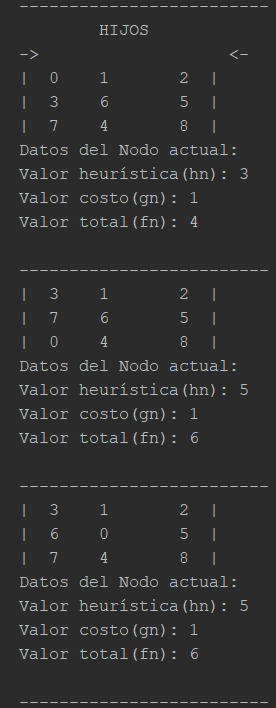 -------------------------
HIJOS
-> <-
| 0 1 2 |
| 3 6 5 |
| 7 4 8 |
Datos del Nodo actual:
Valor heurística(hn): 3
Valor costo(gn): 1
Valor total(fn): 4
-------------------------
| 3 1 2 |
| 7 6 5 |
| 0 4 8 |
Datos del Nodo actual:
Valor heurística(hn): 5
Valor costo(gn): 1
Valor total(fn): 6
-------------------------
| 3 1 2 |
| 6 0 5 |
| 7 4 8 |
Datos del Nodo actual:
Valor heurística(hn): 5
Valor costo(gn): 1
Valor total(fn): 6
-------------------------